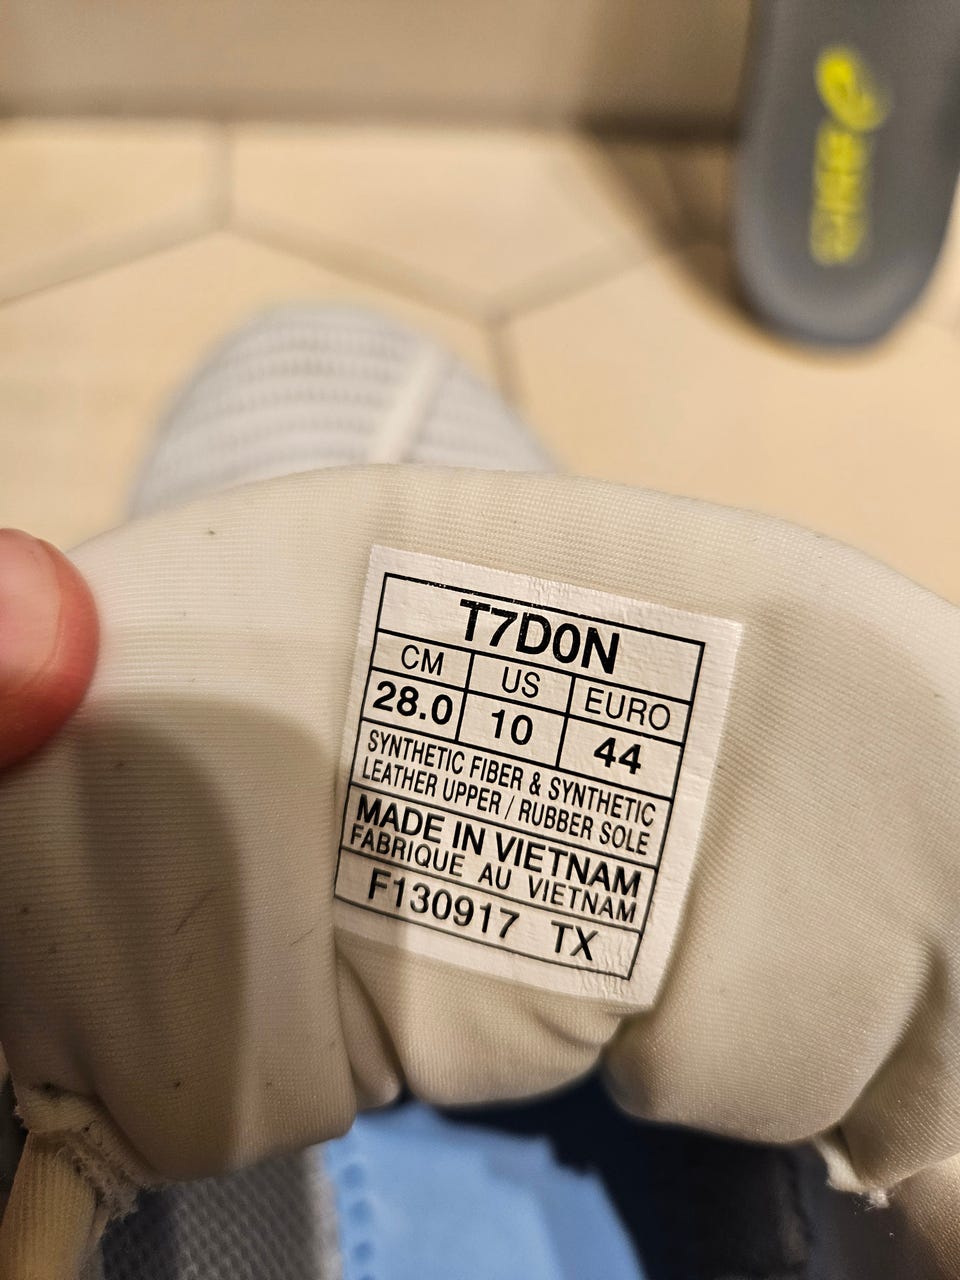 asics
T7D0N
CM US EURO
28.0 10 44
SYNTHETIC FIBER & SYNTHETIC
LEATHER UPPER / RUBBER SOLE
MADE IN VIETNAM
FABRIQUE AU VIETNAM
F130917 TX